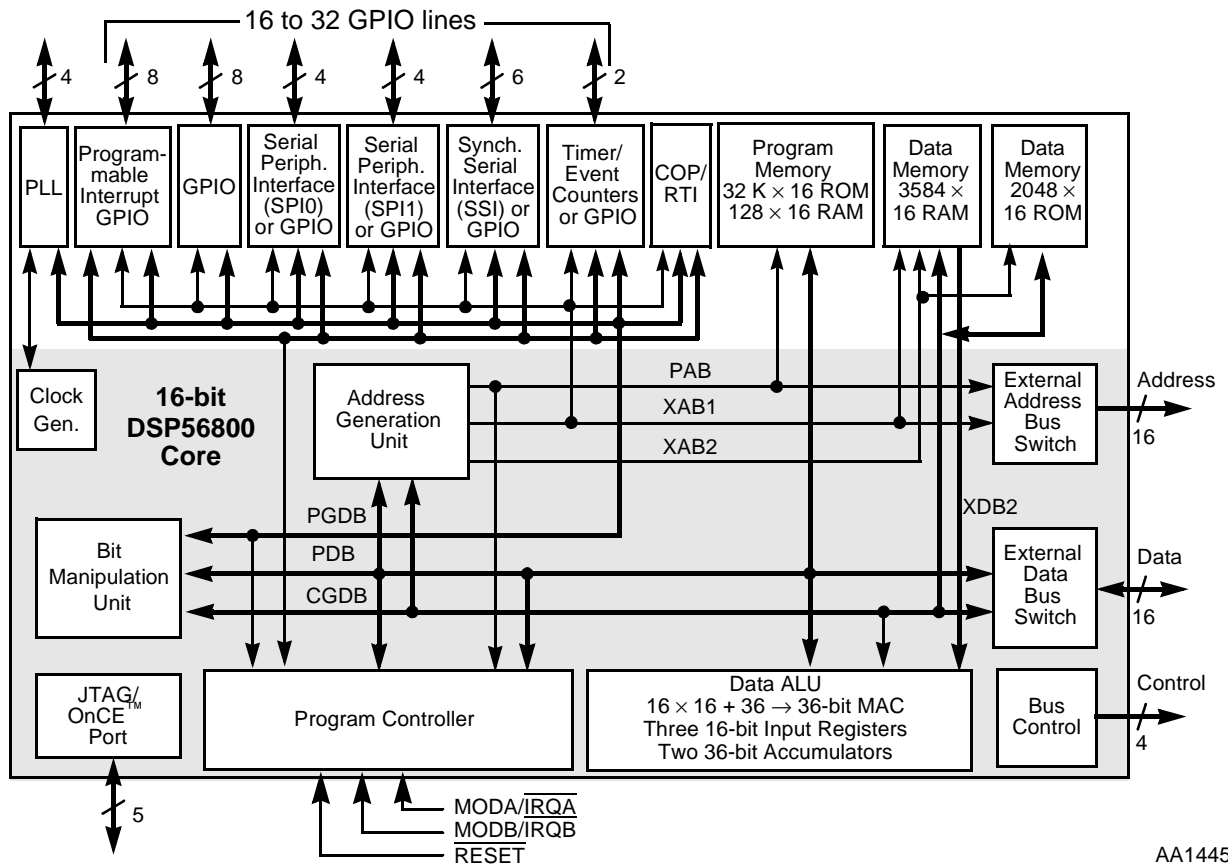 16 to 32 GPIO lines
4
8
8
4
4
6
2
PLL
Program-
mable
Interrupt
GPIO
GPIO
Serial
Periph.
Interface
(SPI0)
or GPIO
Serial
Periph.
Interface
(SPI1)
or GPIO
Synch.
Serial
Interface
(SSI) or
GPIO
Timer/
Event
Counters
or GPIO
COP/
RTI
Program
Memory
32 K × 16 ROM
128 × 16 RAM
Data
Memory
3584 ×
16 RAM
Data
Memory
2048 ×
16 ROM
Clock
Gen.
16-bit
DSP56800
Core
Address
Generation
Unit
PAB
XAB1
XAB2
External
Address
Bus
Switch
Address
16
Bit
Manipulation
Unit
PGDB
PDB
CGDB
XDB2
External
Data
Bus
Switch
Data
16
JTAG/
OnCE™
Port
5
Program Controller
Data ALU
16 × 16 + 36 → 36-bit MAC
Three 16-bit Input Registers
Two 36-bit Accumulators
Bus
Control
Control
4
MODA/IRQA
MODB/IRQB
RESET
AA1445